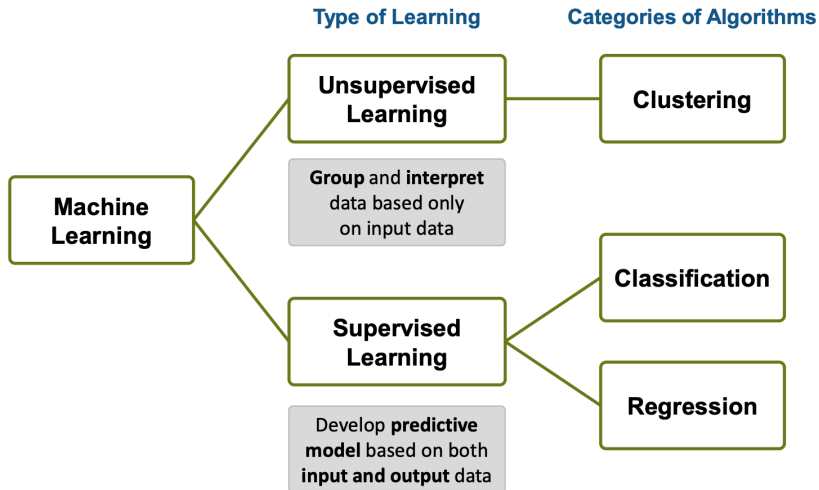 Type of Learning
Categories of Algorithms
Unsupervised
Learning
Clustering
Group and interpret
data based only
on input data
Machine
Learning
Classification
Supervised
Learning
Regression
Develop predictive
model based on both
input and output data